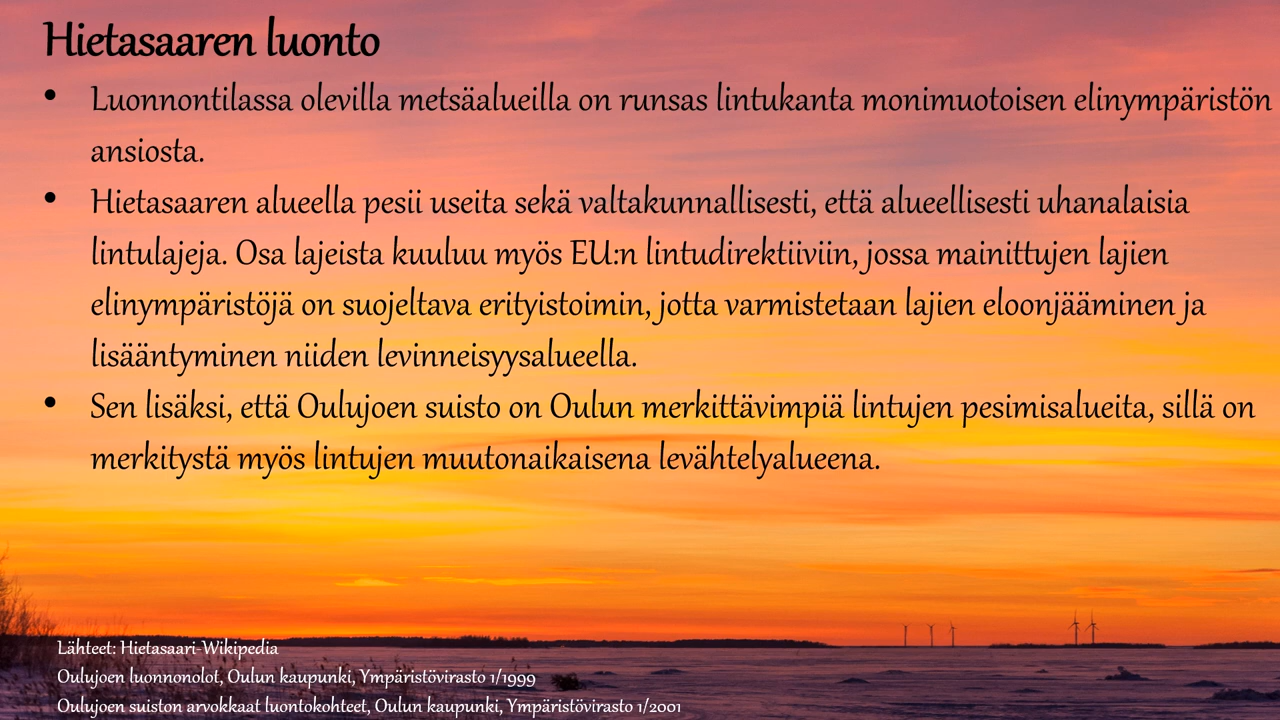 Hietasaaren luonto
• Luonnontilassa olevilla metsäalueilla on runsas lintukanta monimuotoisen elinympäristön
ansiosta.
• Hietasaaren alueella pesii useita sekä valtakunnallisesti, että alueellisesti uhanalaisia
lintulajeja. Osa lajeista kuuluu myös EU:n lintudirektiiviin, jossa mainittujen lajien
elinympäristöjä on suojeltava erityistoimin, jotta varmistetaan lajien eloonjääminen ja
lisääntyminen niiden levinneisyysalueella.
• Sen lisäksi, että Oulujoen suisto on Oulun merkittävimpiä lintujen pesimisalueita, sillä on
merkitystä myös lintujen muutonaikaisena levähtelyalueena.
Lähteet: Hietasaari-Wikipedia
Oulujoen luonnonolot, Oulun kaupunki, Ympäristövirasto 1/1999
Oulujoen suiston arvokkaat luontokohteet, Oulun kaupunki, Ympäristövirasto 1/2001